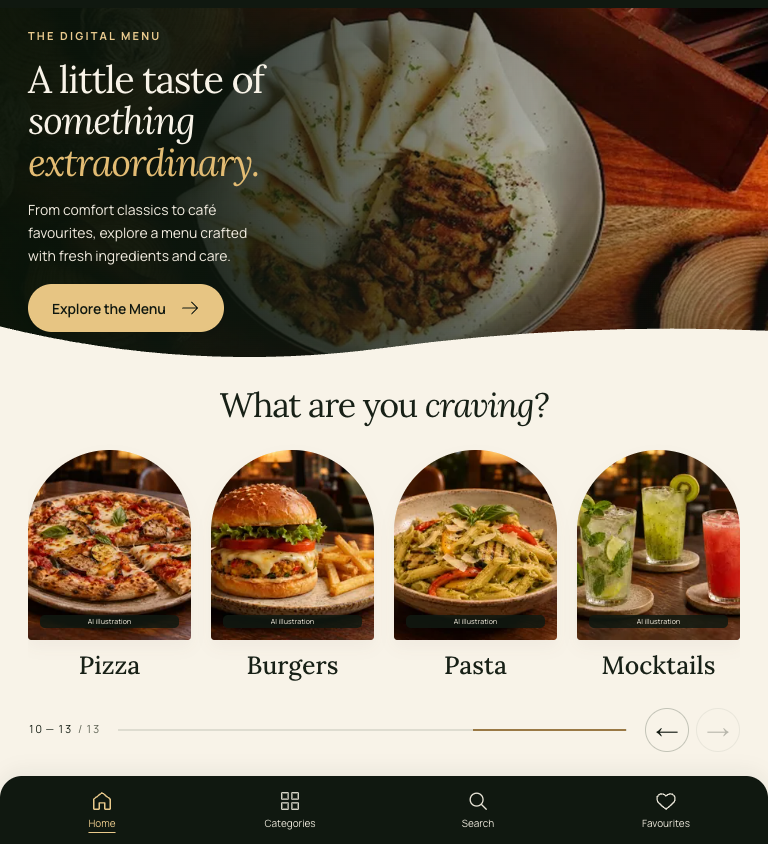 THE DIGITAL MENU
A little taste of
something
extraordinary.
From comfort classics to café
favourites, explore a menu crafted
with fresh ingredients and care.
Explore the Menu
What are you craving?
AI illustration
AI illustration
AI illustration
AI illustration
Pizza
Burgers
Pasta
Mocktails
10 — 13 / 13
Home
Categories
Search
Favourites